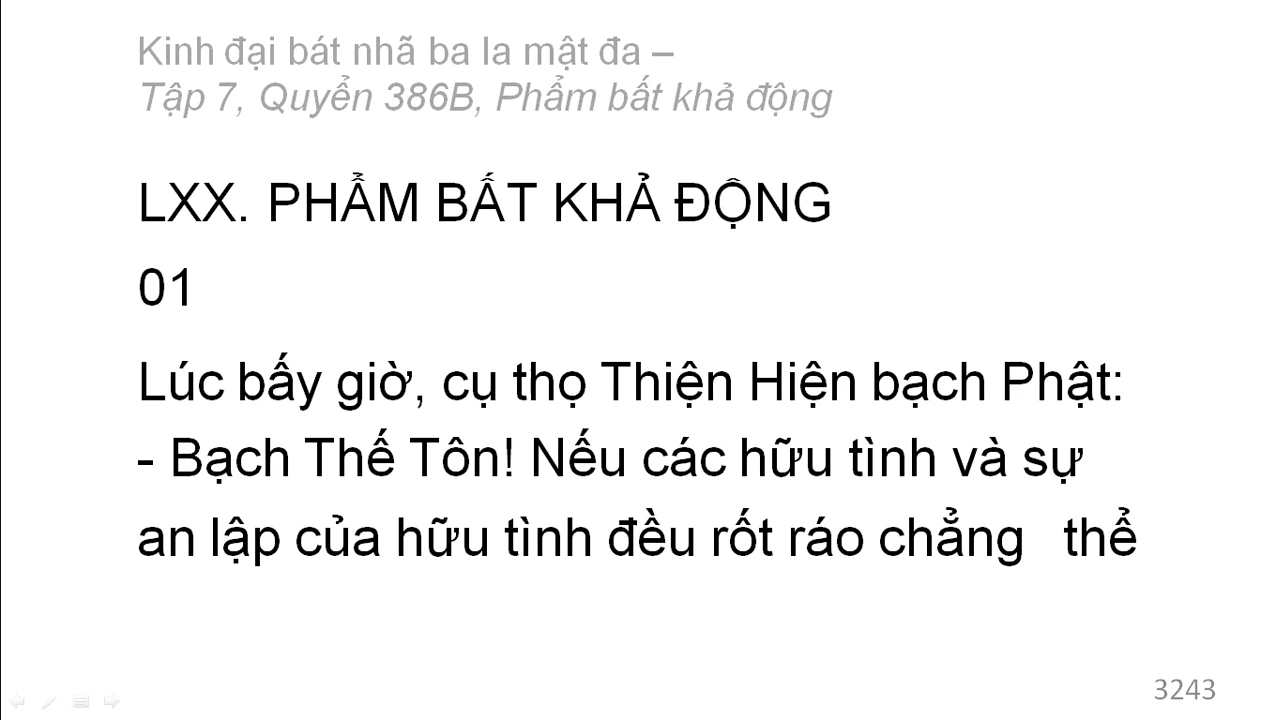 Kinh đại bát nhã ba la mật đa –
Tập 7, Quyển 386B, Phẩm bất khả động
LXX. PHẨM BẤT KHẢ ĐỘNG
01
Lúc bấy giờ, cụ thọ Thiện Hiện bạch Phật:
- Bạch Thế Tôn! Nếu các hữu tình và sự
an lập của hữu tình đều rốt ráo chẳng thể
3243